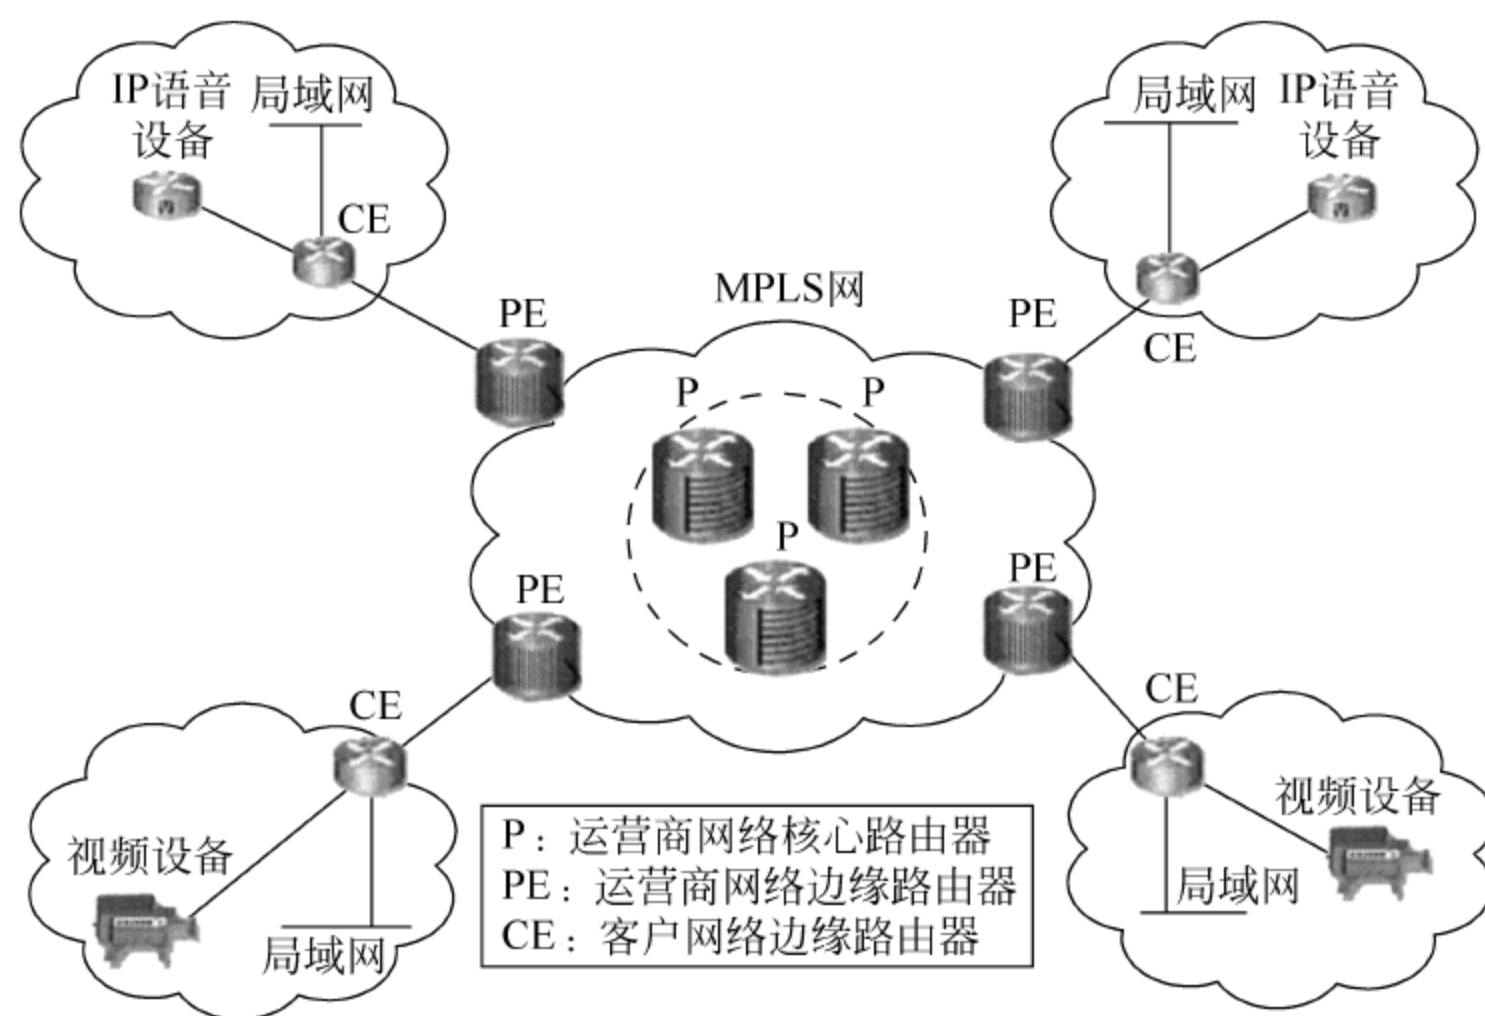 IP语音
设备
局域网
CE
局域网
IP语音
设备
CE
MPLS网
PE
PE
P
P
P
PE
PE
CE
视频设备
局域网
CE
视频设备
局域网
P：运营商网络核心路由器
PE：运营商网络边缘路由器
CE：客户网络边缘路由器